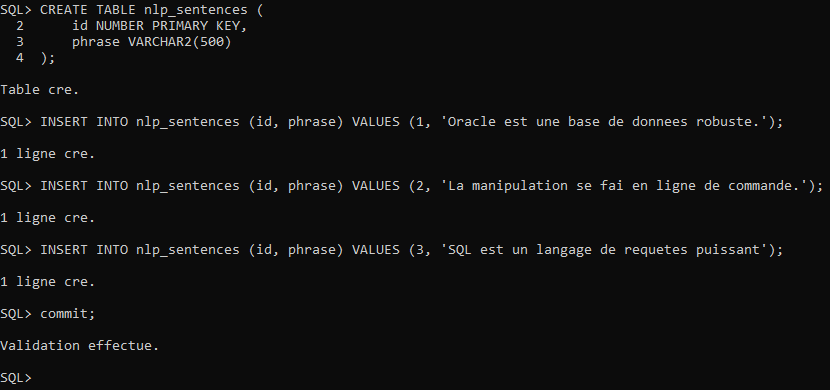 SQL> CREATE TABLE nlp_sentences (
  2      id NUMBER PRIMARY KEY,
  3      phrase VARCHAR2(500)
  4  );
Table cre.
SQL> INSERT INTO nlp_sentences (id, phrase) VALUES (1, 'Oracle est une base de donnees robuste.');
1 ligne cre.
SQL> INSERT INTO nlp_sentences (id, phrase) VALUES (2, 'La manipulation se fai en ligne de commande.');
1 ligne cre.
SQL> INSERT INTO nlp_sentences (id, phrase) VALUES (3, 'SQL est un langage de requetes puissant');
1 ligne cre.
SQL> commit;
Validation effectue.
SQL>